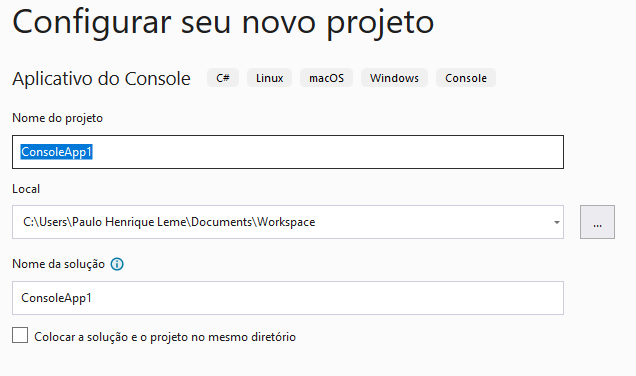 Configurar seu novo projeto
Aplicativo do Console C# Linux macOS Windows Console
Nome do projeto
ConsoleApp1
Local
C:\Users\Paulo Henrique Leme\Documents\Workspace
...
Nome da solução
ConsoleApp1
Colocar a solução e o projeto no mesmo diretório